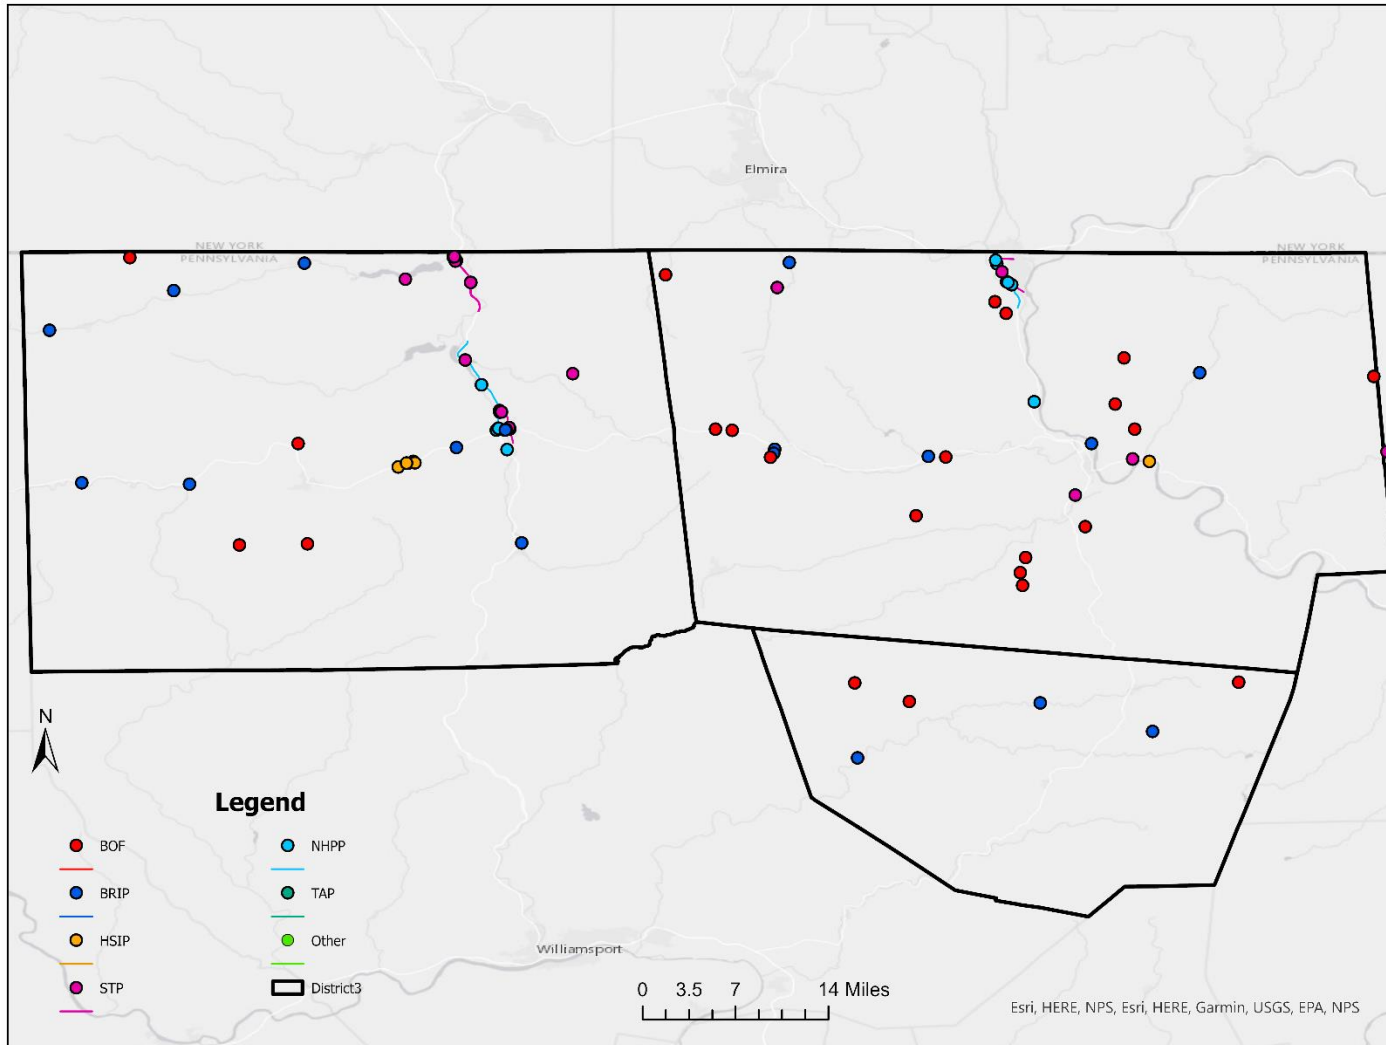 Elmira
NEW YORK
PENNSYLVANIA
NEW YORK
PENNSYLVANIA
N
Legend
BOF
BRIP
HSIP
STP
NHPP
TAP
Other
District3
Williamsport
0 3.5 7 14 Miles
Esri, HERE, NPS, Esri, HERE, Garmin, USGS, EPA, NPS